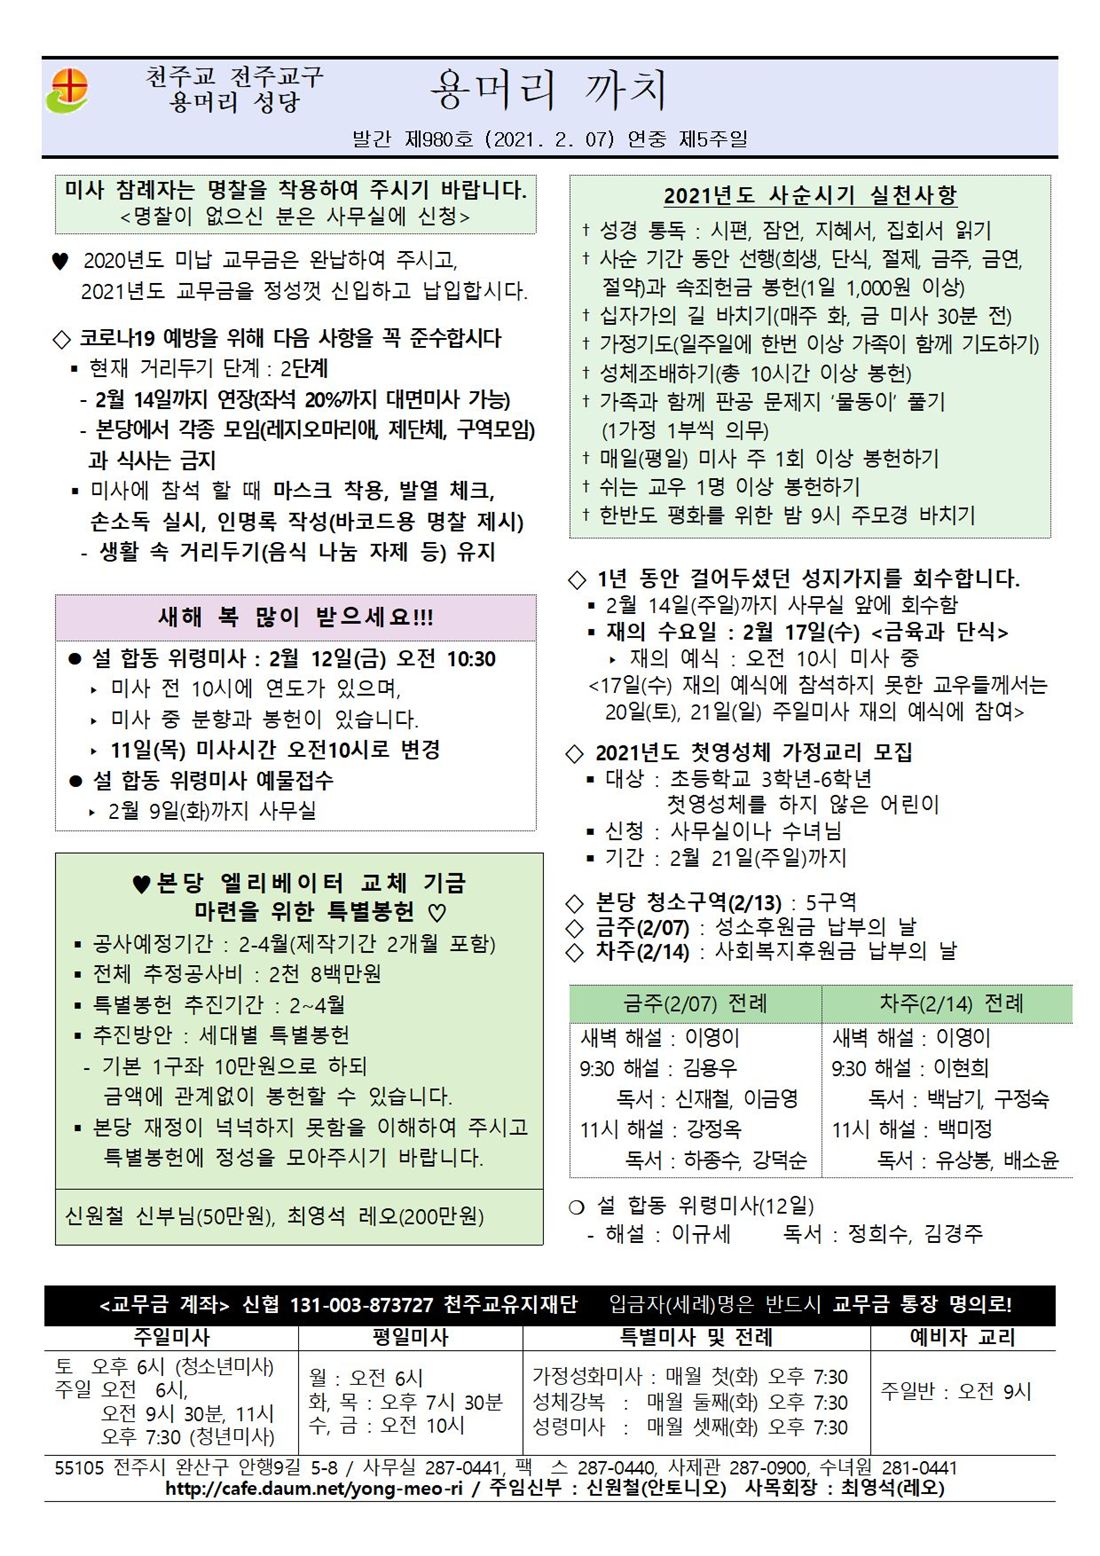 천주교 전주교구
용머리 성당
용머리 까치
발간 제980호 (2021. 2. 07) 연중 제5주일
미사 참례자는 명찰을 착용하여 주시기 바랍니다.
<명찰이 없으신 분은 사무실에 신청>
♥ 2020년도 미납 교무금은 완납하여 주시고,
2021년도 교무금을 정성껏 신입하고 납입합시다.
◇ 코로나19 예방을 위해 다음 사항을 꼭 준수합시다
▪ 현재 거리두기 단계 : 2단계
- 2월 14일까지 연장(좌석 20%까지 대면미사 가능)
- 본당에서 각종 모임(레지오마리애, 제단체, 구역모임)
과 식사는 금지
▪ 미사에 참석 할 때 마스크 착용, 발열 체크,
손소독 실시, 인명록 작성(바코드용 명찰 제시)
- 생활 속 거리두기(음식 나눔 자제 등) 유지
새해 복 많이 받으세요!!!
● 설 합동 위령미사 : 2월 12일(금) 오전 10:30
▸ 미사 전 10시에 연도가 있으며,
▸ 미사 중 분향과 봉헌이 있습니다.
▸ 11일(목) 미사시간 오전10시로 변경
● 설 합동 위령미사 예물접수
▸ 2월 9일(화)까지 사무실
♥본당 엘리베이터 교체 기금
마련을 위한 특별봉헌 ♡
▪ 공사예정기간 : 2-4월(제작기간 2개월 포함)
▪ 전체 추정공사비 : 2천 8백만원
▪ 특별봉헌 추진기간 : 2~4월
▪ 추진방안 : 세대별 특별봉헌
- 기본 1구좌 10만원으로 하되
금액에 관계없이 봉헌할 수 있습니다.
▪ 본당 재정이 넉넉하지 못함을 이해하여 주시고
특별봉헌에 정성을 모아주시기 바랍니다.
신원철 신부님(50만원), 최영석 레오(200만원)
2021년도 사순시기 실천사항
† 성경 통독 : 시편, 잠언, 지혜서, 집회서 읽기
† 사순 기간 동안 선행(희생, 단식, 절제, 금주, 금연,
절약)과 속죄헌금 봉헌(1일 1,000원 이상)
† 십자가의 길 바치기(매주 화, 금 미사 30분 전)
† 가정기도(일주일에 한번 이상 가족이 함께 기도하기)
† 성체조배하기(총 10시간 이상 봉헌)
† 가족과 함께 판공 문제지 ‘물동이’ 풀기
(1가정 1부씩 의무)
† 매일(평일) 미사 주 1회 이상 봉헌하기
† 쉬는 교우 1명 이상 봉헌하기
† 한반도 평화를 위한 밤 9시 주모경 바치기
◇ 1년 동안 걸어두셨던 성지가지를 회수합니다.
▪ 2월 14일(주일)까지 사무실 앞에 회수함
▪ 재의 수요일 : 2월 17일(수) <금육과 단식>
▸ 재의 예식 : 오전 10시 미사 중
<17일(수) 재의 예식에 참석하지 못한 교우들께서는
20일(토), 21일(일) 주일미사 재의 예식에 참여>
◇ 2021년도 첫영성체 가정교리 모집
▪ 대상 : 초등학교 3학년-6학년
첫영성체를 하지 않은 어린이
▪ 신청 : 사무실이나 수녀님
▪ 기간 : 2월 21일(주일)까지
◇ 본당 청소구역(2/13) : 5구역
◇ 금주(2/07) : 성소후원금 납부의 날
◇ 차주(2/14) : 사회복지후원금 납부의 날
금주(2/07) 전례 차주(2/14) 전례
새벽 해설 : 이영이 새벽 해설 : 이영이
9:30 해설 : 김용우 9:30 해설 : 이현희
독서 : 신재철, 이금영 독서 : 백남기, 구정숙
11시 해설 : 강정옥 11시 해설 : 백미정
독서 : 하종수, 강덕순 독서 : 유상봉, 배소윤
❍ 설 합동 위령미사(12일)
- 해설 : 이규세 독서 : 정희수, 김경주
<교무금 계좌> 신협 131-003-873727 천주교유지재단 입금자(세례)명은 반드시 교무금 통장 명의로!
주일미사 평일미사 특별미사 및 전례 예비자 교리
토 오후 6시 (청소년미사)
주일 오전 6시,
오전 9시 30분, 11시
오후 7:30 (청년미사)
월 : 오전 6시
화, 목 : 오후 7시 30분
수, 금 : 오전 10시
가정성화미사 : 매월 첫(화) 오후 7:30
성체강복 : 매월 둘째(화) 오후 7:30
성령미사 : 매월 셋째(화) 오후 7:30
주일반 : 오전 9시
55105 전주시 완산구 안행9길 5-8 / 사무실 287-0441, 팩 스 287-0440, 사제관 287-0900, 수녀원 281-0441
http://cafe.daum.net/yong-meo-ri / 주임신부 : 신원철(안토니오) 사목회장 : 최영석(레오)